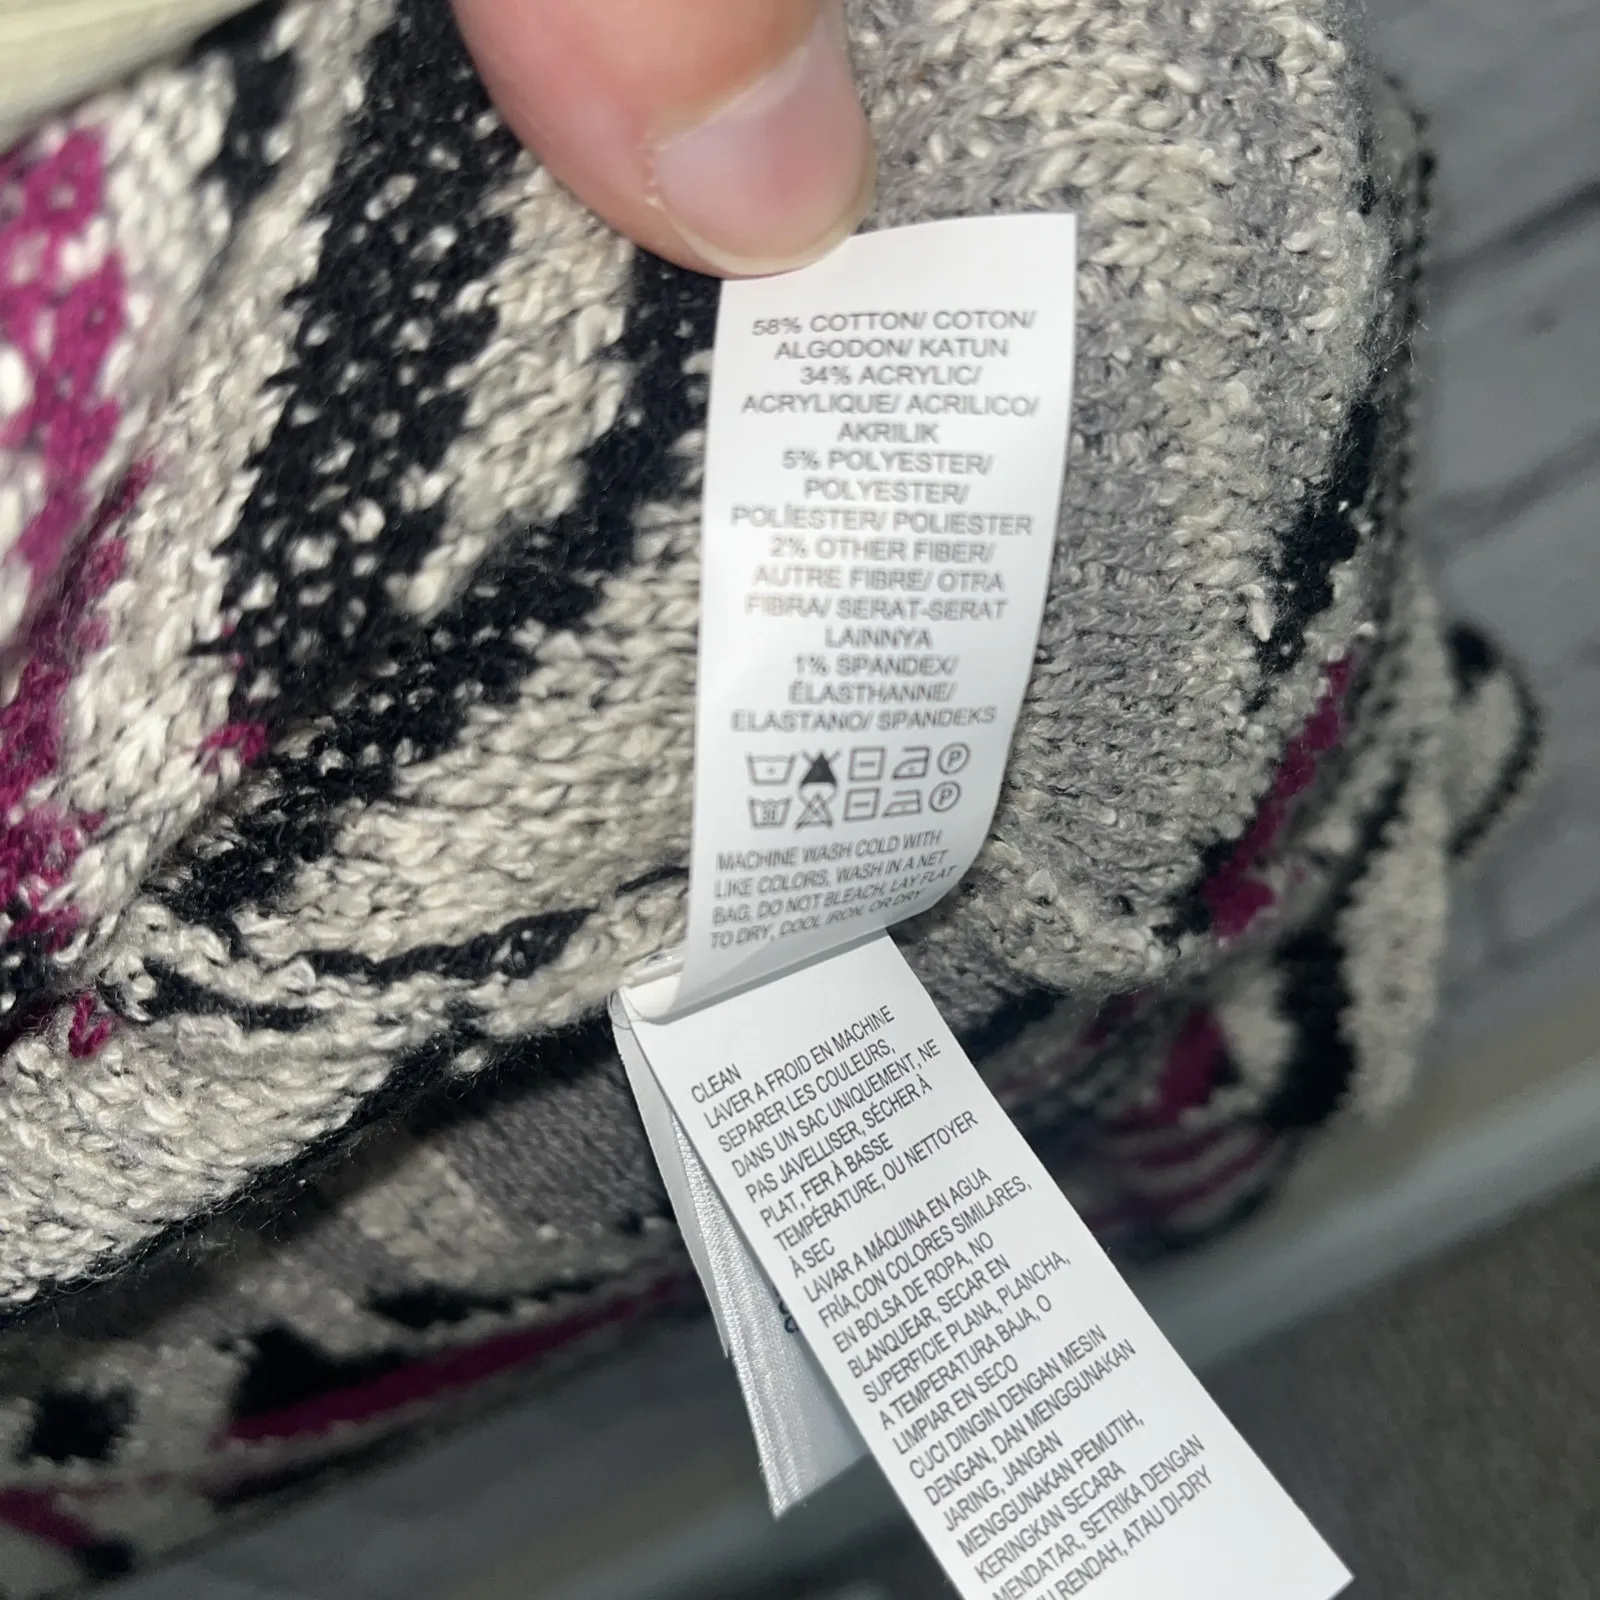 58% COTTON/ COTON/
ALGODON/ KATUN
34% ACRYLIC/
ACRYLIQUE/ ACRILICO/
AKRILIK
5% POLYESTER/
POLYESTER/
POLİESTER/ POLIESTER
2% OTHER FIBER/
AUTRE FIBRE/ OTRA
FIBRA/ SERAT-SERAT
LAINNYA
1% SPANDEX/
ÉLASTHANNE/
ELASTANO/ SPANDEKS
P
30 P
MACHINE WASH COLD WITH
LIKE COLORS, WASH IN A NET
BAG, DO NOT BLEACH, LAY FLAT
TO DRY, COOL IRON, OR DRY
CLEAN
LAVER A FROID EN MACHINE
SEPARER LES COULEURS,
DANS UN SAC UNIQUEMENT, NE
PAS JAVELLISER, SÉCHER À
PLAT, FER À BASSE
TEMPÉRATURE, OU NETTOYER
À SEC
LAVAR A MÁQUINA EN AGUA
FRÍA,CON COLORES SIMILARES,
EN BOLSA DE ROPA, NO
BLANQUEAR, SECAR EN
SUPERFICIE PLANA, PLANCHA,
A TEMPERATURA BAJA, O
LIMPIAR EN SECO
CUCI DINGIN DENGAN MESIN
DENGAN, DAN MENGGUNAKAN
JARING, JANGAN
MENGGUNAKAN PEMUTIH,
KERINGKAN SECARA
MENDATAR, SETRIKA DENGAN
RENDAH, ATAU DI-DRY